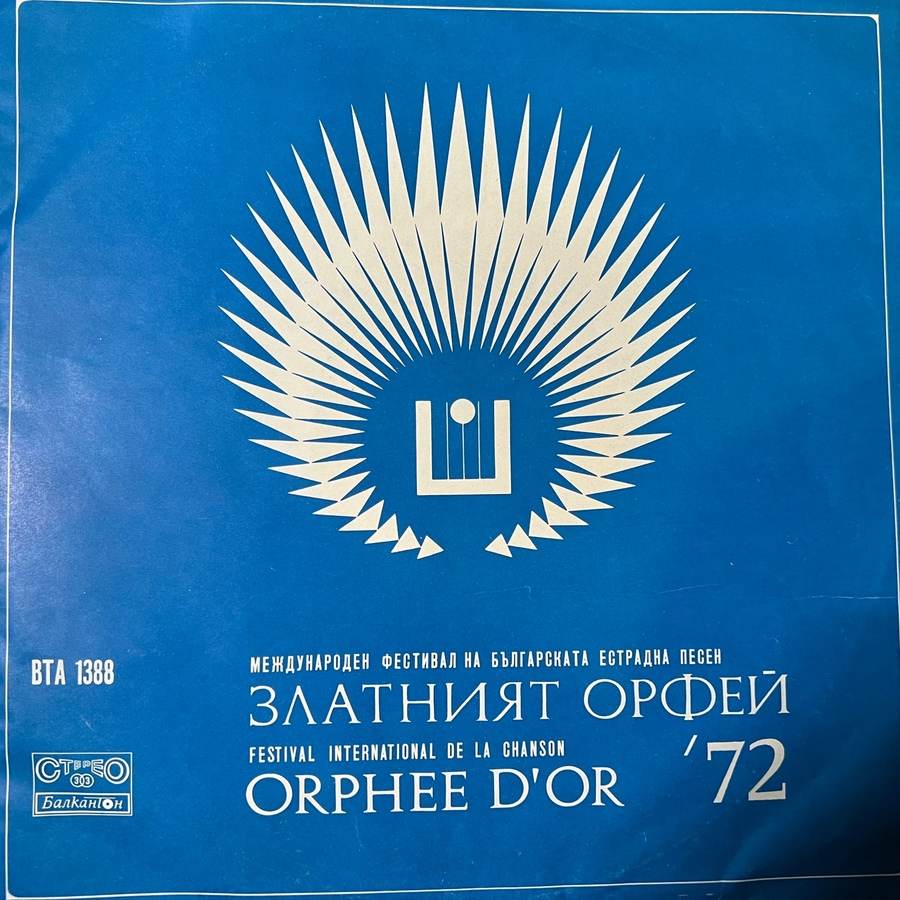 ВТА 1388
МЕЖДУНАРОДЕН ФЕСТИВАЛ НА БЪЛГАРСКАТА ЕСТРАДНА ПЕСЕН
ЗЛАТНИЯТ ОРФЕЙ
FESTIVAL INTERNATIONAL DE LA CHANSON
ORPHEE D'OR '72
СТЕРЕО
33
Балкантон